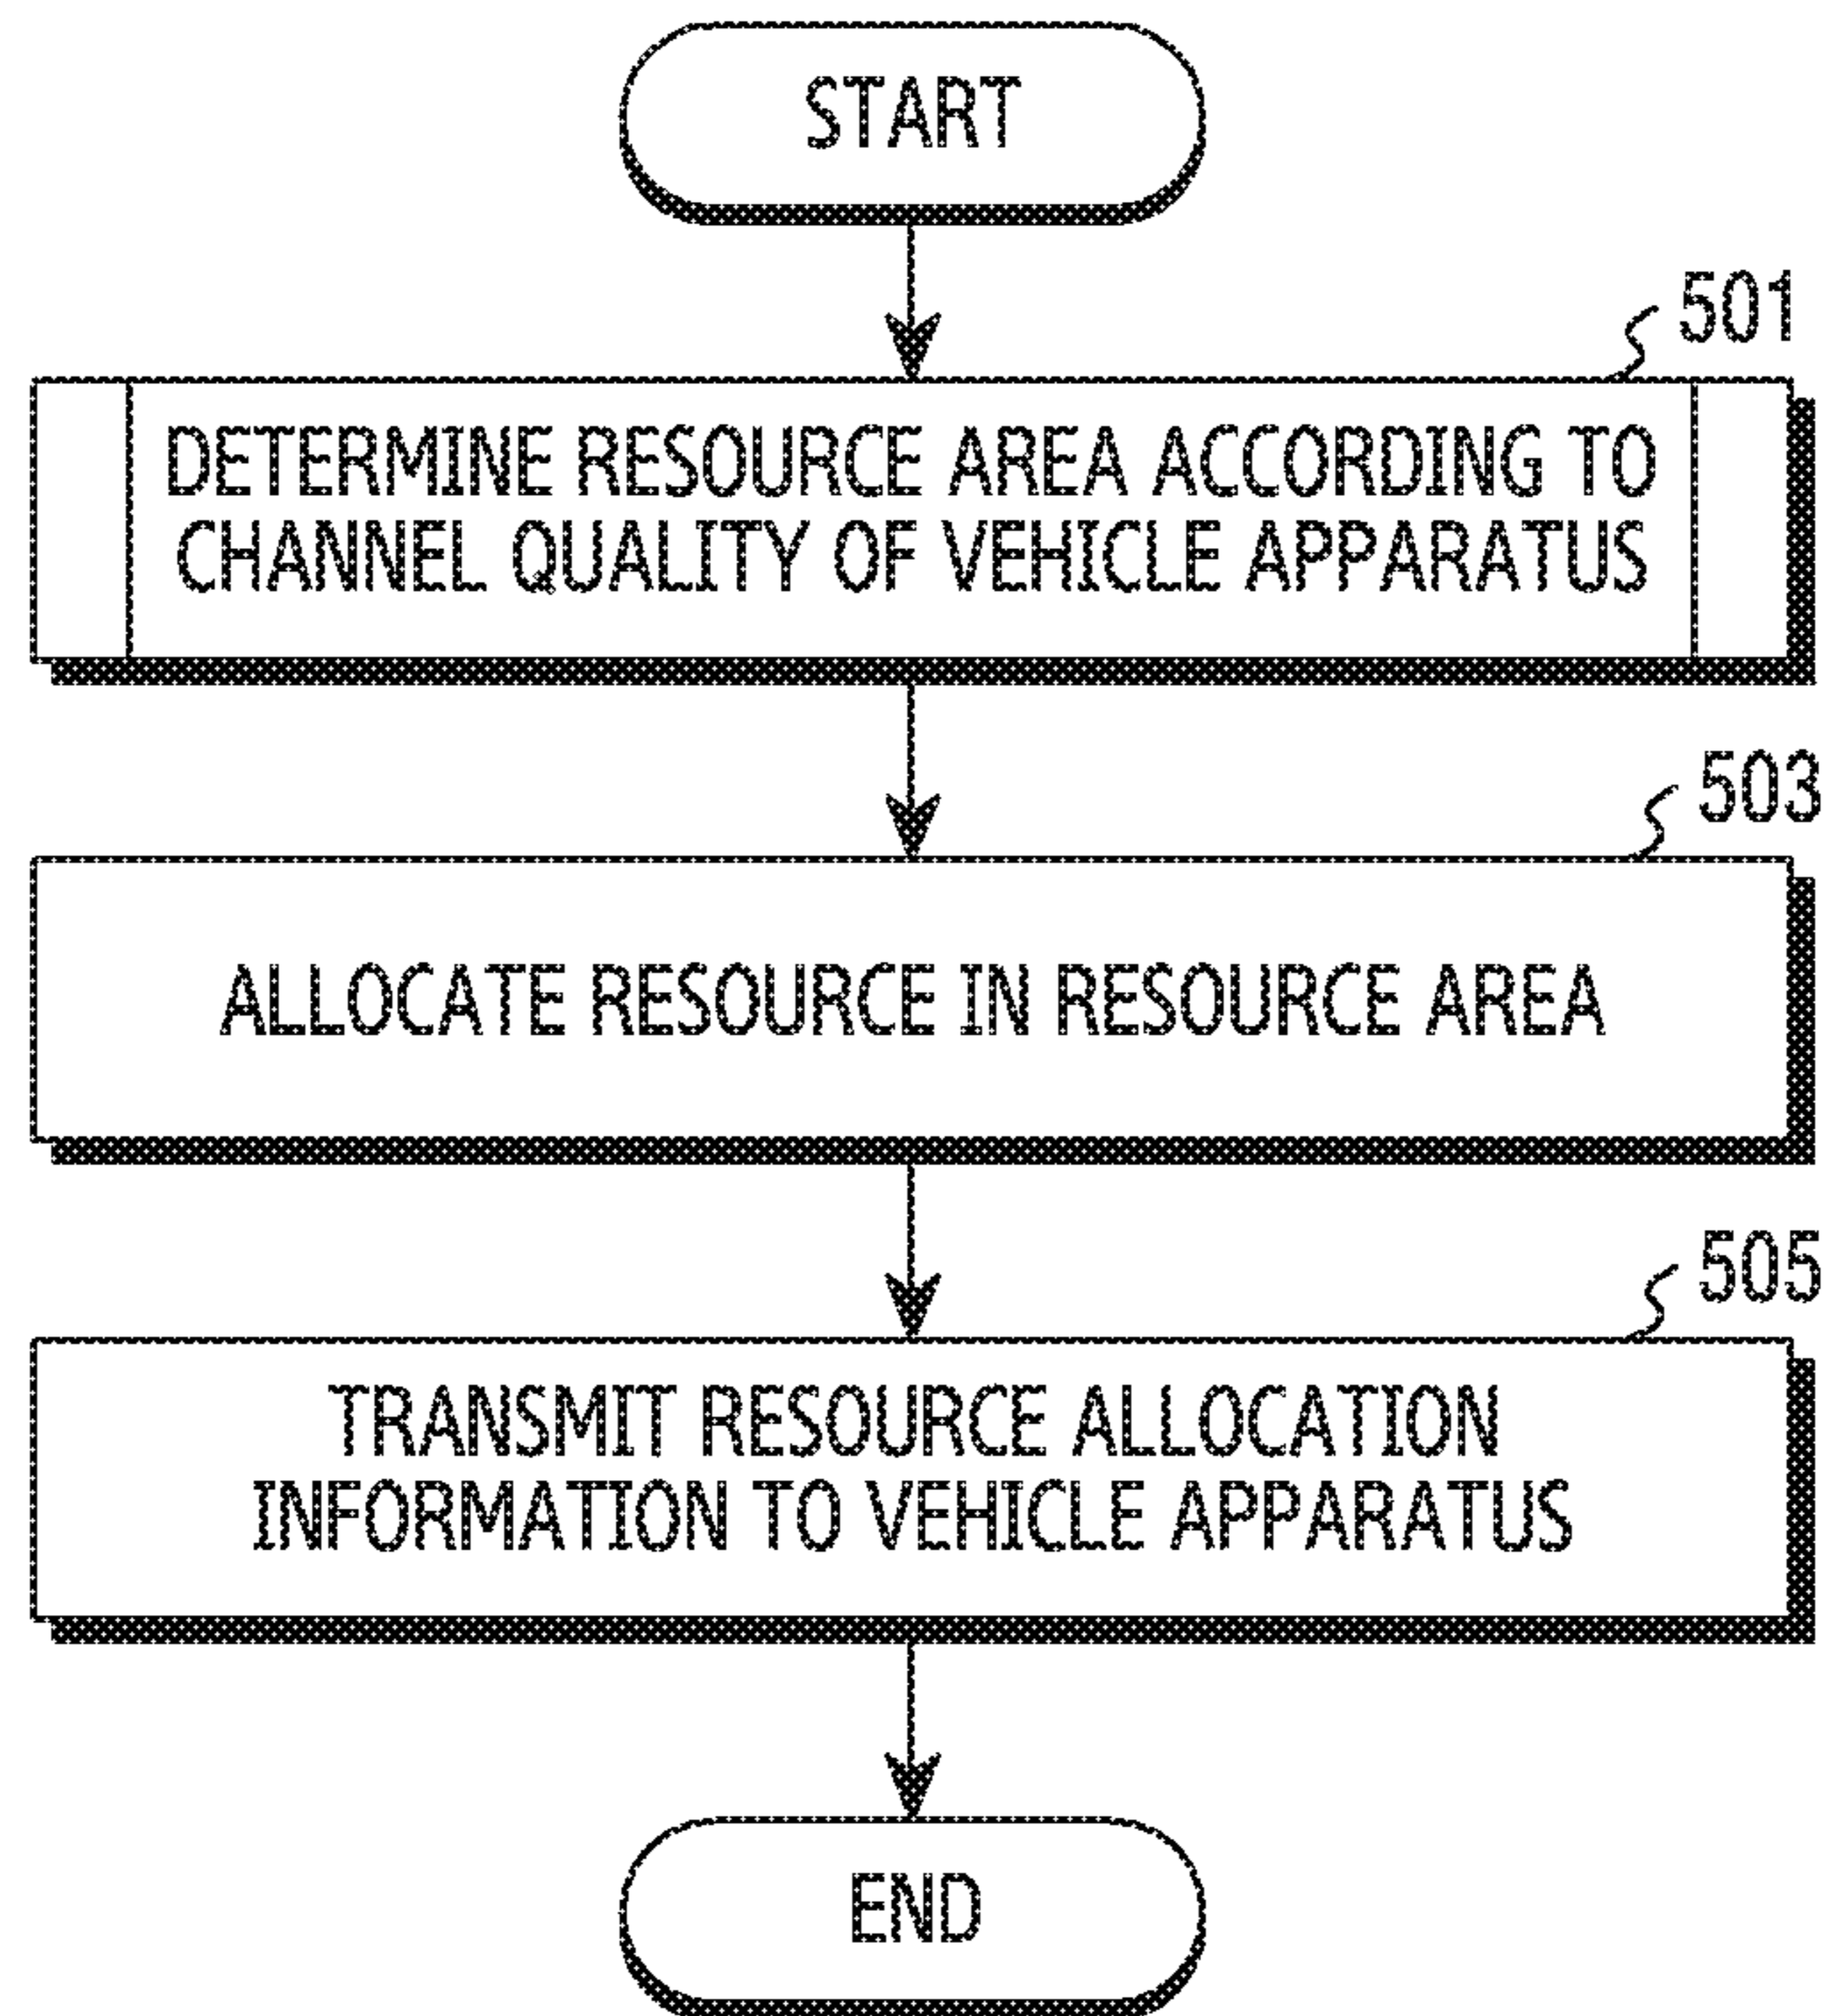 START
501
DETERMINE RESOURCE AREA ACCORDING TO
CHANNEL QUALITY OF VEHICLE APPARATUS
503
ALLOCATE RESOURCE IN RESOURCE AREA
505
TRANSMIT RESOURCE ALLOCATION
INFORMATION TO VEHICLE APPARATUS
END